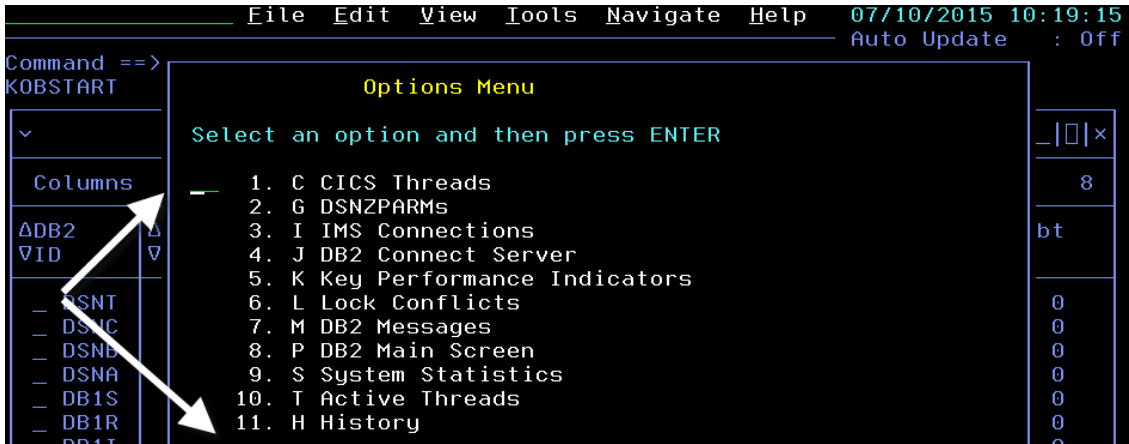 File Edit View Tools Navigate Help 07/10/2015 10:19:15
Auto Update : Off
Command ==>
KOBSTART
Options Menu
Select an option and then press ENTER
Columns 8
1. C CICS Threads
2. G DSNZPARMs
3. I IMS Connections
4. J DB2 Connect Server
5. K Key Performance Indicators
6. L Lock Conflicts
7. M DB2 Messages
8. P DB2 Main Screen
9. S System Statistics
10. T Active Threads
11. H History
ΔDB2 Δ bt
∇ID ∇
_ DSNT 0
_ DSNC 0
_ DSNB 0
_ DSNA 0
_ DB1S 0
_ DB1R 0